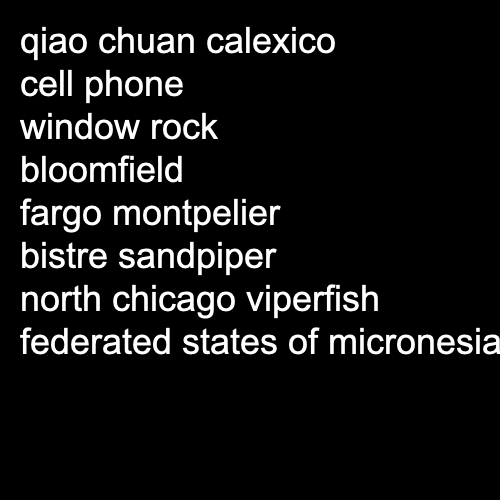 qiao chuan calexico
cell phone
window rock
bloomfield
fargo montpelier
bistre sandpiper
north chicago viperfish
federated states of micronesia